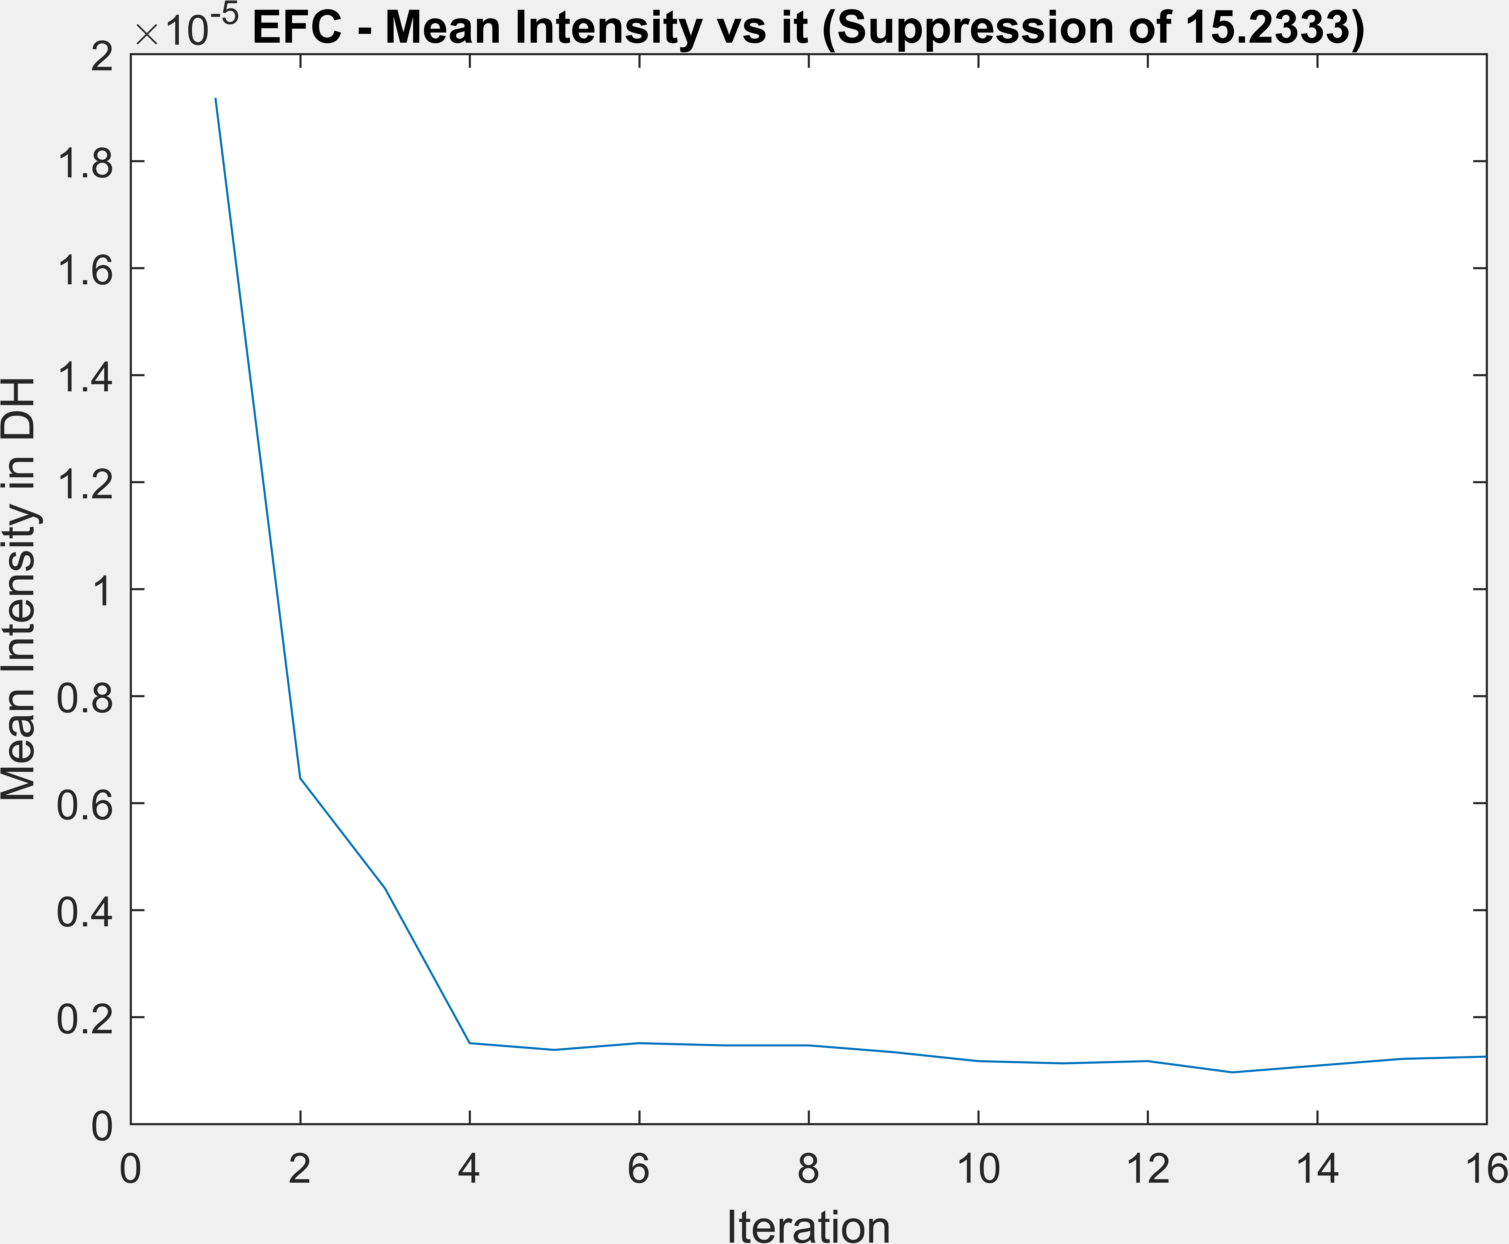 ×10-5 EFC - Mean Intensity vs it (Suppression of 15.2333)
2
1.8
1.6
1.4
1.2
1
0.8
0.6
0.4
0.2
0
Mean Intensity in DH
0 2 4 6 8 10 12 14 16
Iteration